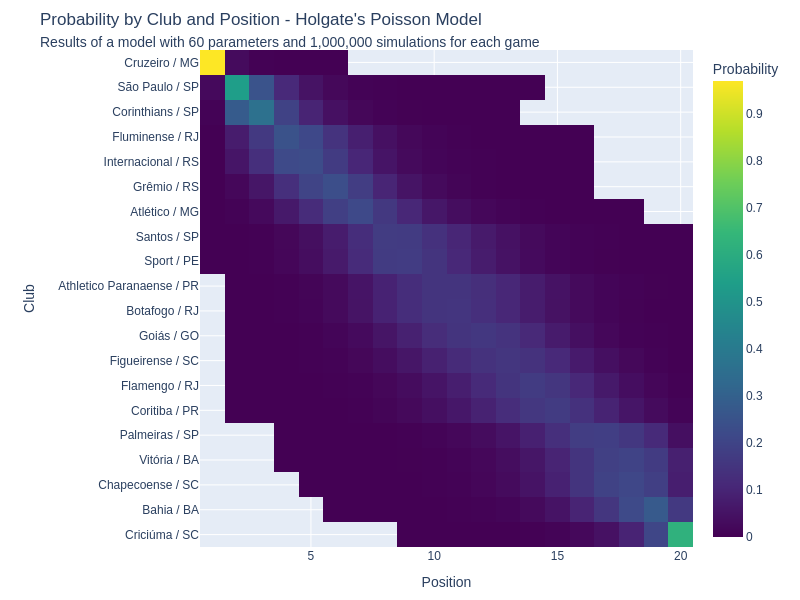 Probability by Club and Position - Holgate's Poisson Model
Results of a model with 60 parameters and 1,000,000 simulations for each game
Probability
Cruzeiro / MG
São Paulo / SP
Corinthians / SP
Fluminense / RJ
Internacional / RS
Grêmio / RS
Atlético / MG
Santos / SP
Sport / PE
Athletico Paranaense / PR
Botafogo / RJ
Goiás / GO
Figueirense / SC
Flamengo / RJ
Coritiba / PR
Palmeiras / SP
Vitória / BA
Chapecoense / SC
Bahia / BA
Criciúma / SC
Club
5
10
15
20
Position
0.9
0.8
0.7
0.6
0.5
0.4
0.3
0.2
0.1
0